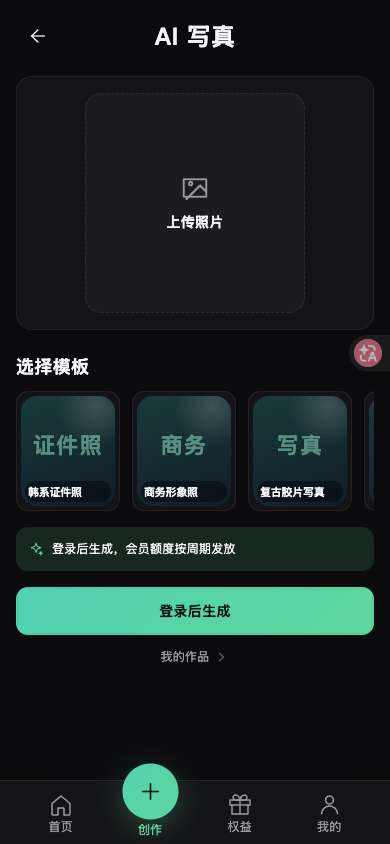 AI 写真
上传照片
选择模板
证件照
韩系证件照
商务
商务形象照
写真
复古胶片写真
登录后生成，会员额度按周期发放
登录后生成
我的作品
首页
创作
权益
我的